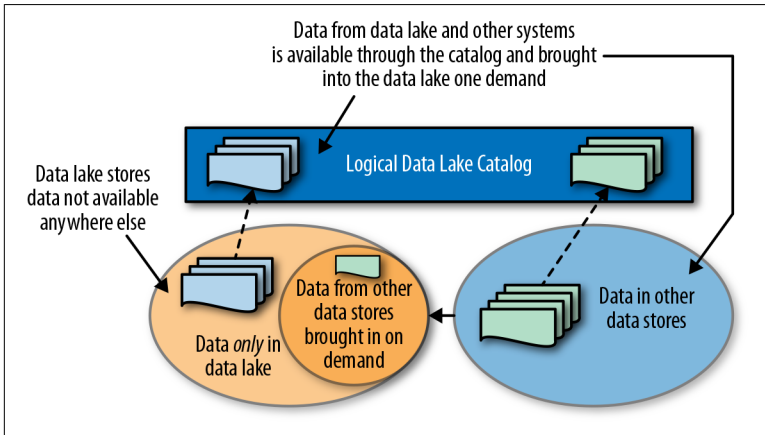 Data from data lake and other systems
is available through the catalog and brought
into the data lake one demand
Logical Data Lake Catalog
Data lake stores
data not available
anywhere else
Data from other
data stores
brought in on
demand
Data only in
data lake
Data in other
data stores